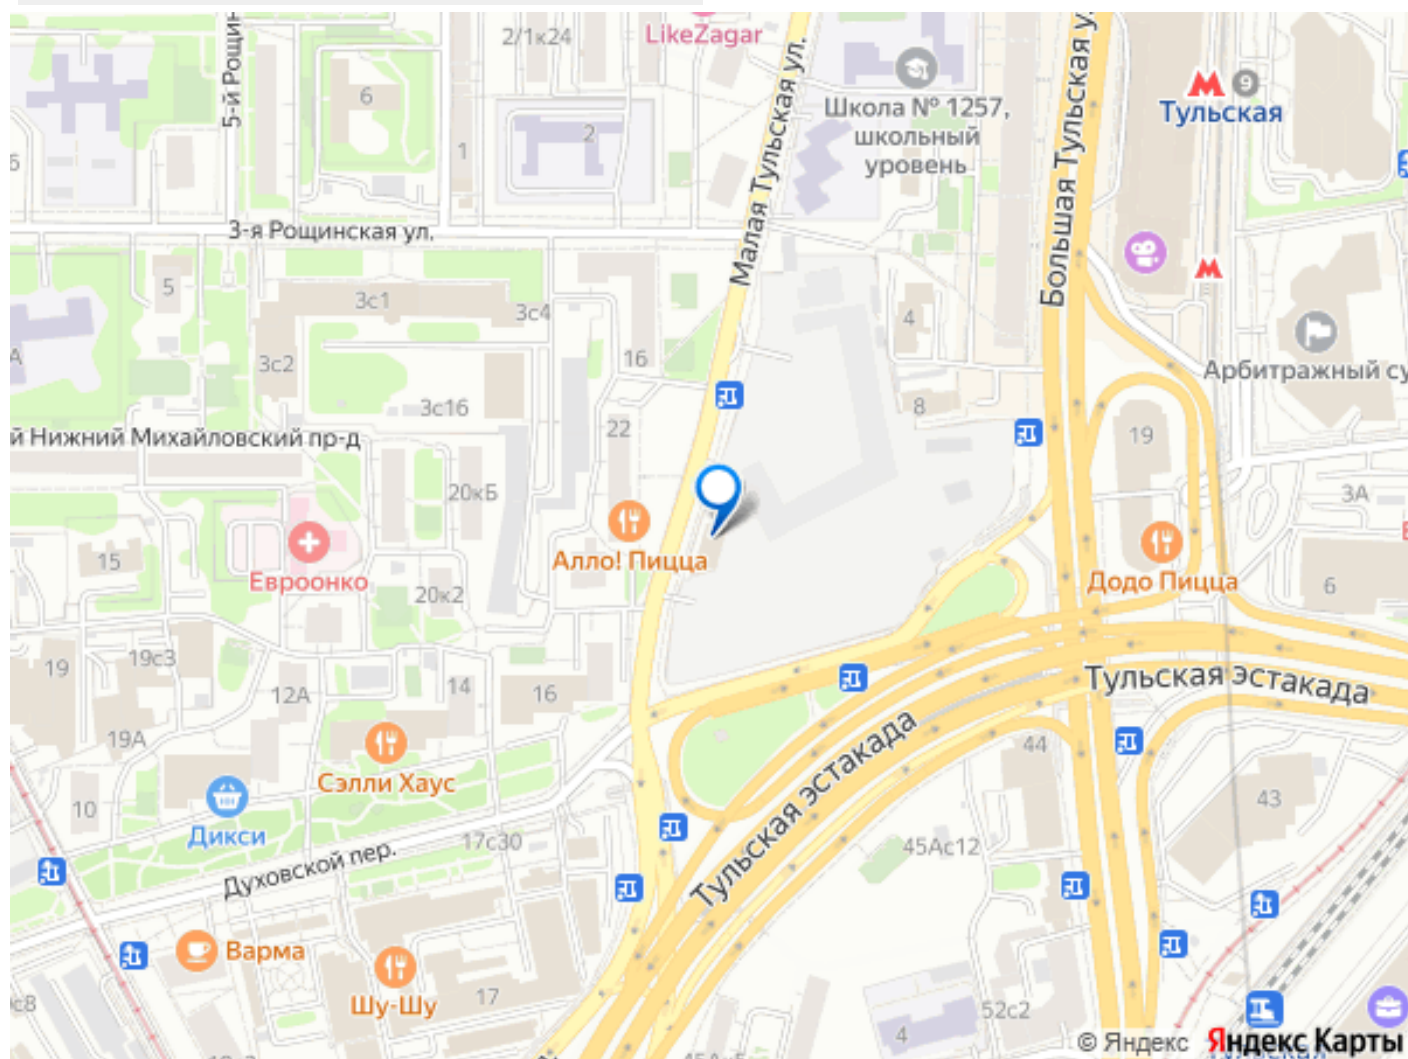 LikeZagar
2/1к24
5-й Рощин
Малая Тульская ул.
Большая Тульская у
9
Тульская
Школа № 1257,
школьный
уровень
6
2
1
6
3-я Рощинская ул.
5
3с1
3с4
3с2
16
4
А
Арбитражный су
3с16
8
й Нижний Михайловский пр-д
22
19
20кБ
3А
Алло! Пицца
Евроонко
15
20к2
Додо Пицца
6
19
19с3
12А
14
16
Тульская эстакада
19А
Сэлли Хаус
44
10
Дикси
43
Тульская эстакада
17с30
45Ас12
Духовской пер.
Варма
Шу-Шу
17
с8
52с2
4
© Яндекс Яндекс Карты